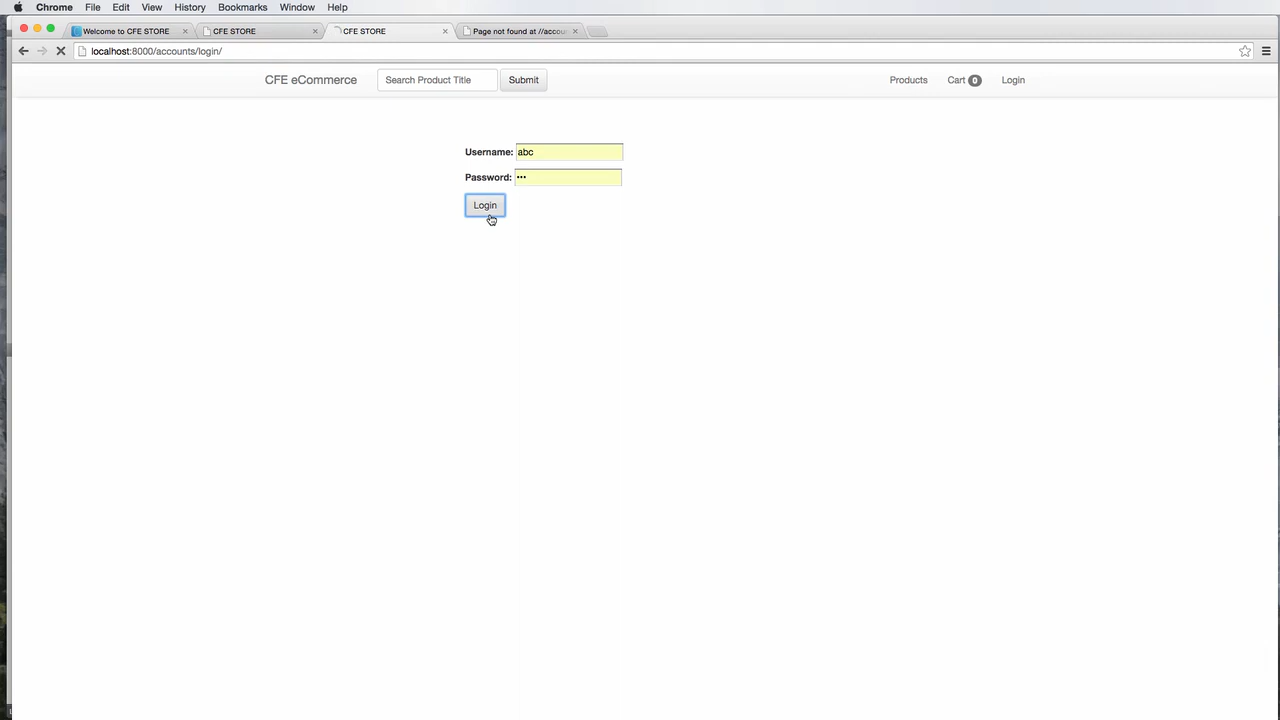 Chrome File Edit View History Bookmarks Window Help
Welcome to CFE STORE CFE STORE CFE STORE Page not found at //accou
localhost:8000/accounts/login/
CFE eCommerce Search Product Title Submit Products Cart 0 Login
Username: abc
Password: •••
Login